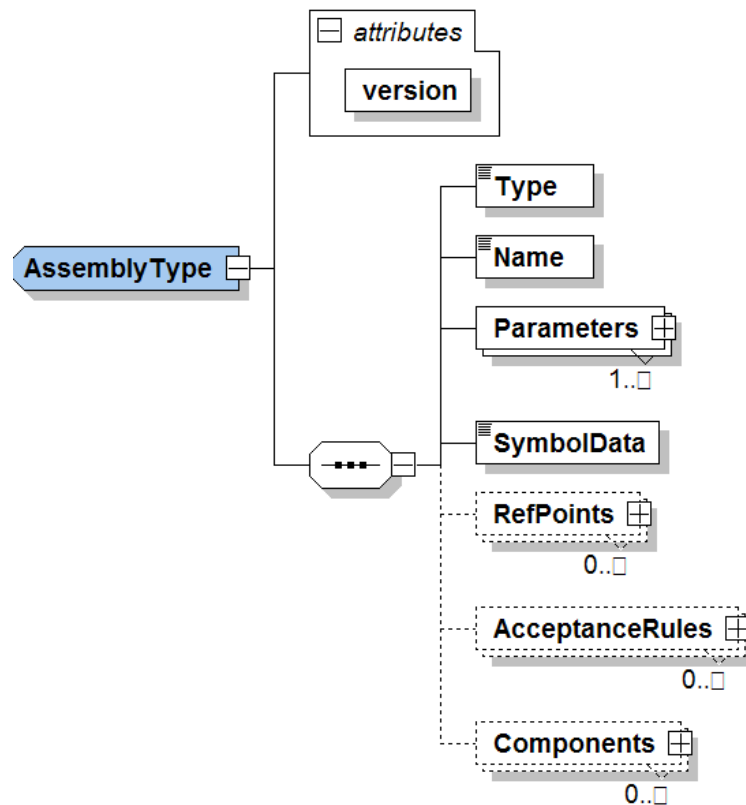 attributes
version
Type
Name
AssemblyType
Parameters
1..□
SymbolData
RefPoints
0..□
AcceptanceRules
0..□
Components
0..□